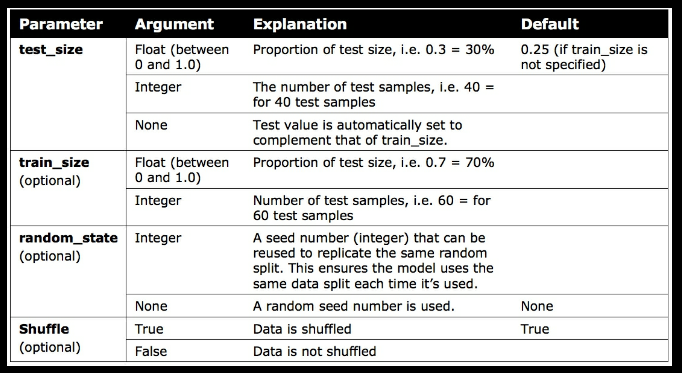 Parameter Argument Explanation Default
test_size Float (between Proportion of test size, i.e. 0.3 = 30% 0.25 (if train_size is
0 and 1.0) not specified)
Integer The number of test samples, i.e. 40 =
for 40 test samples
None Test value is automatically set to
complement that of train_size.
train_size Float (between Proportion of test size, i.e. 0.7 = 70%
(optional) 0 and 1.0)
Integer Number of test samples, i.e. 60 = for
60 test samples
random_state Integer A seed number (integer) that can be
(optional) reused to replicate the same random
split. This ensures the model uses the
same data split each time it's used.
None A random seed number is used. None
Shuffle True Data is shuffled True
(optional) False Data is not shuffled